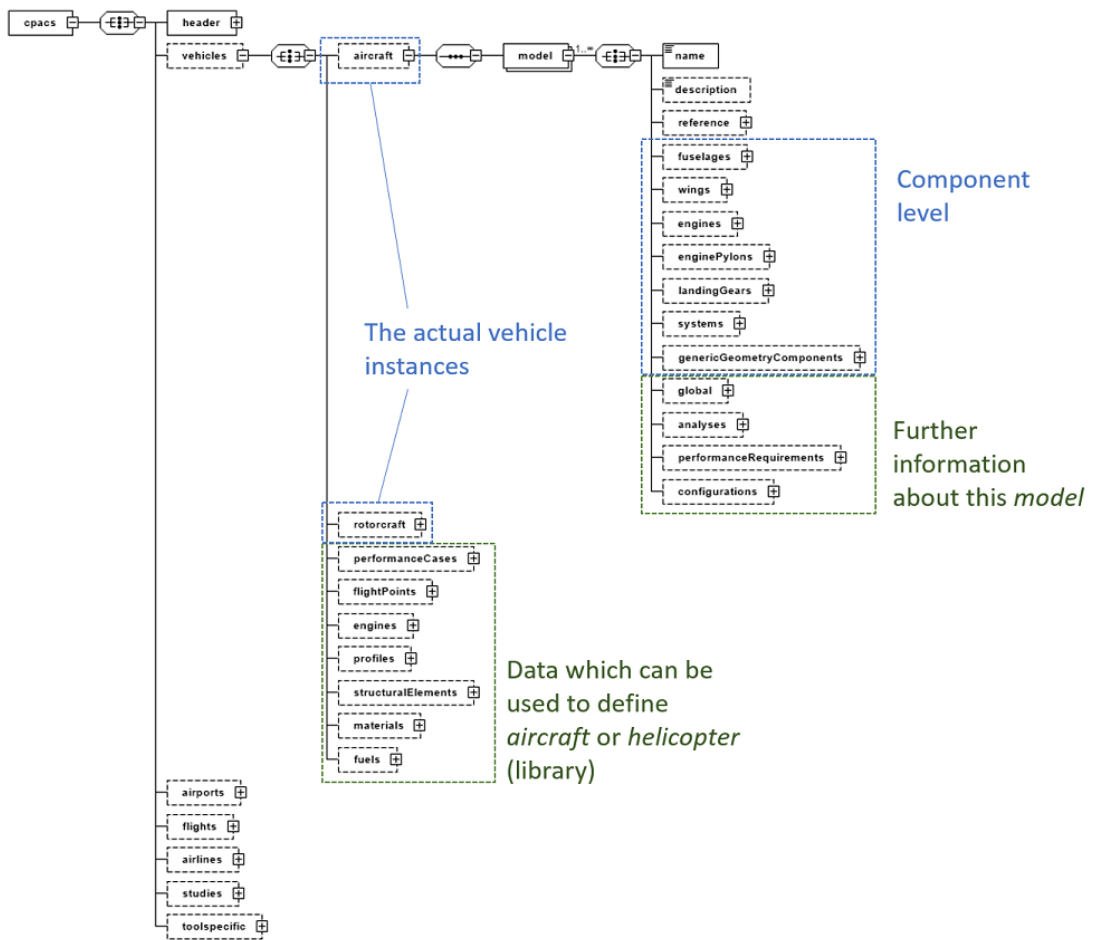 cpacs
header
vehicles
aircraft
model
1..∞
name
description
reference
fuselages
wings
engines
enginePylons
landingGears
systems
genericGeometryComponents
Component
level
The actual vehicle
instances
global
analyses
performanceRequirements
configurations
Further
information
about this model
rotorcraft
performanceCases
flightPoints
engines
profiles
structuralElements
materials
fuels
Data which can be
used to define
aircraft or helicopter
(library)
airports
flights
airlines
studies
toolspecific